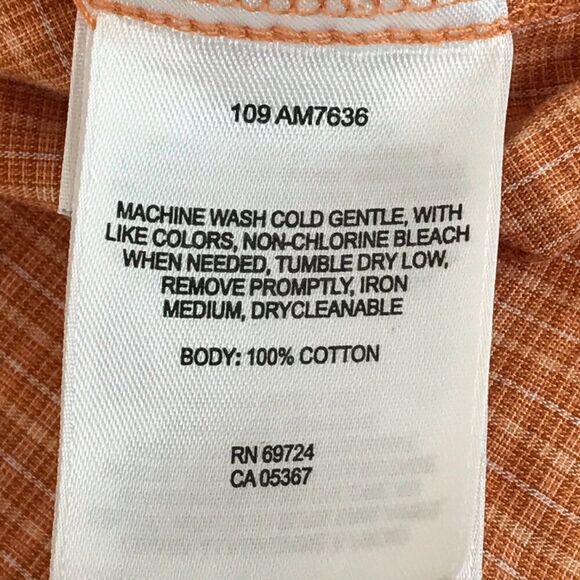 109 AM7636
MACHINE WASH COLD GENTLE, WITH
LIKE COLORS, NON-CHLORINE BLEACH
WHEN NEEDED, TUMBLE DRY LOW,
REMOVE PROMPTLY, IRON
MEDIUM, DRYCLEANABLE
BODY: 100% COTTON
RN 69724
CA 05367